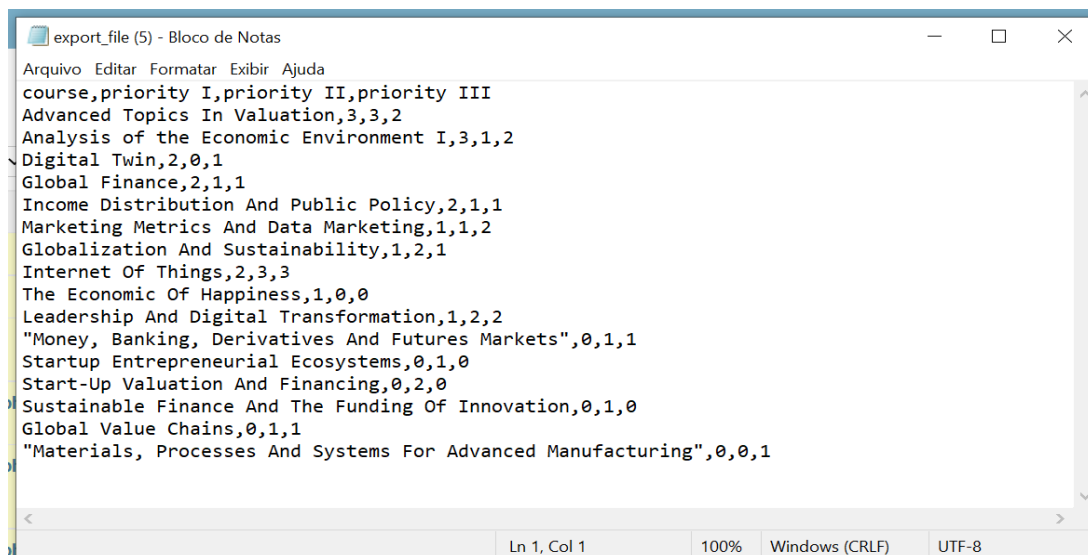 export_file (5) - Bloco de Notas
Arquivo Editar Formatar Exibir Ajuda
course,priority I,priority II,priority III
Advanced Topics In Valuation,3,3,2
Analysis of the Economic Environment I,3,1,2
Digital Twin,2,0,1
Global Finance,2,1,1
Income Distribution And Public Policy,2,1,1
Marketing Metrics And Data Marketing,1,1,2
Globalization And Sustainability,1,2,1
Internet Of Things,2,3,3
The Economic Of Happiness,1,0,0
Leadership And Digital Transformation,1,2,2
"Money, Banking, Derivatives And Futures Markets",0,1,1
Startup Entrepreneurial Ecosystems,0,1,0
Start-Up Valuation And Financing,0,2,0
Sustainable Finance And The Funding Of Innovation,0,1,0
Global Value Chains,0,1,1
"Materials, Processes And Systems For Advanced Manufacturing",0,0,1
Ln 1, Col 1 100% Windows (CRLF) UTF-8